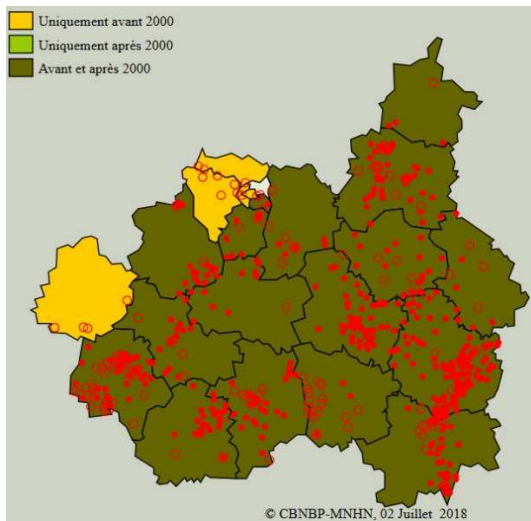 Uniquement avant 2000
Uniquement après 2000
Avant et après 2000
© CBNBP-MNHN, 02 Juillet 2018